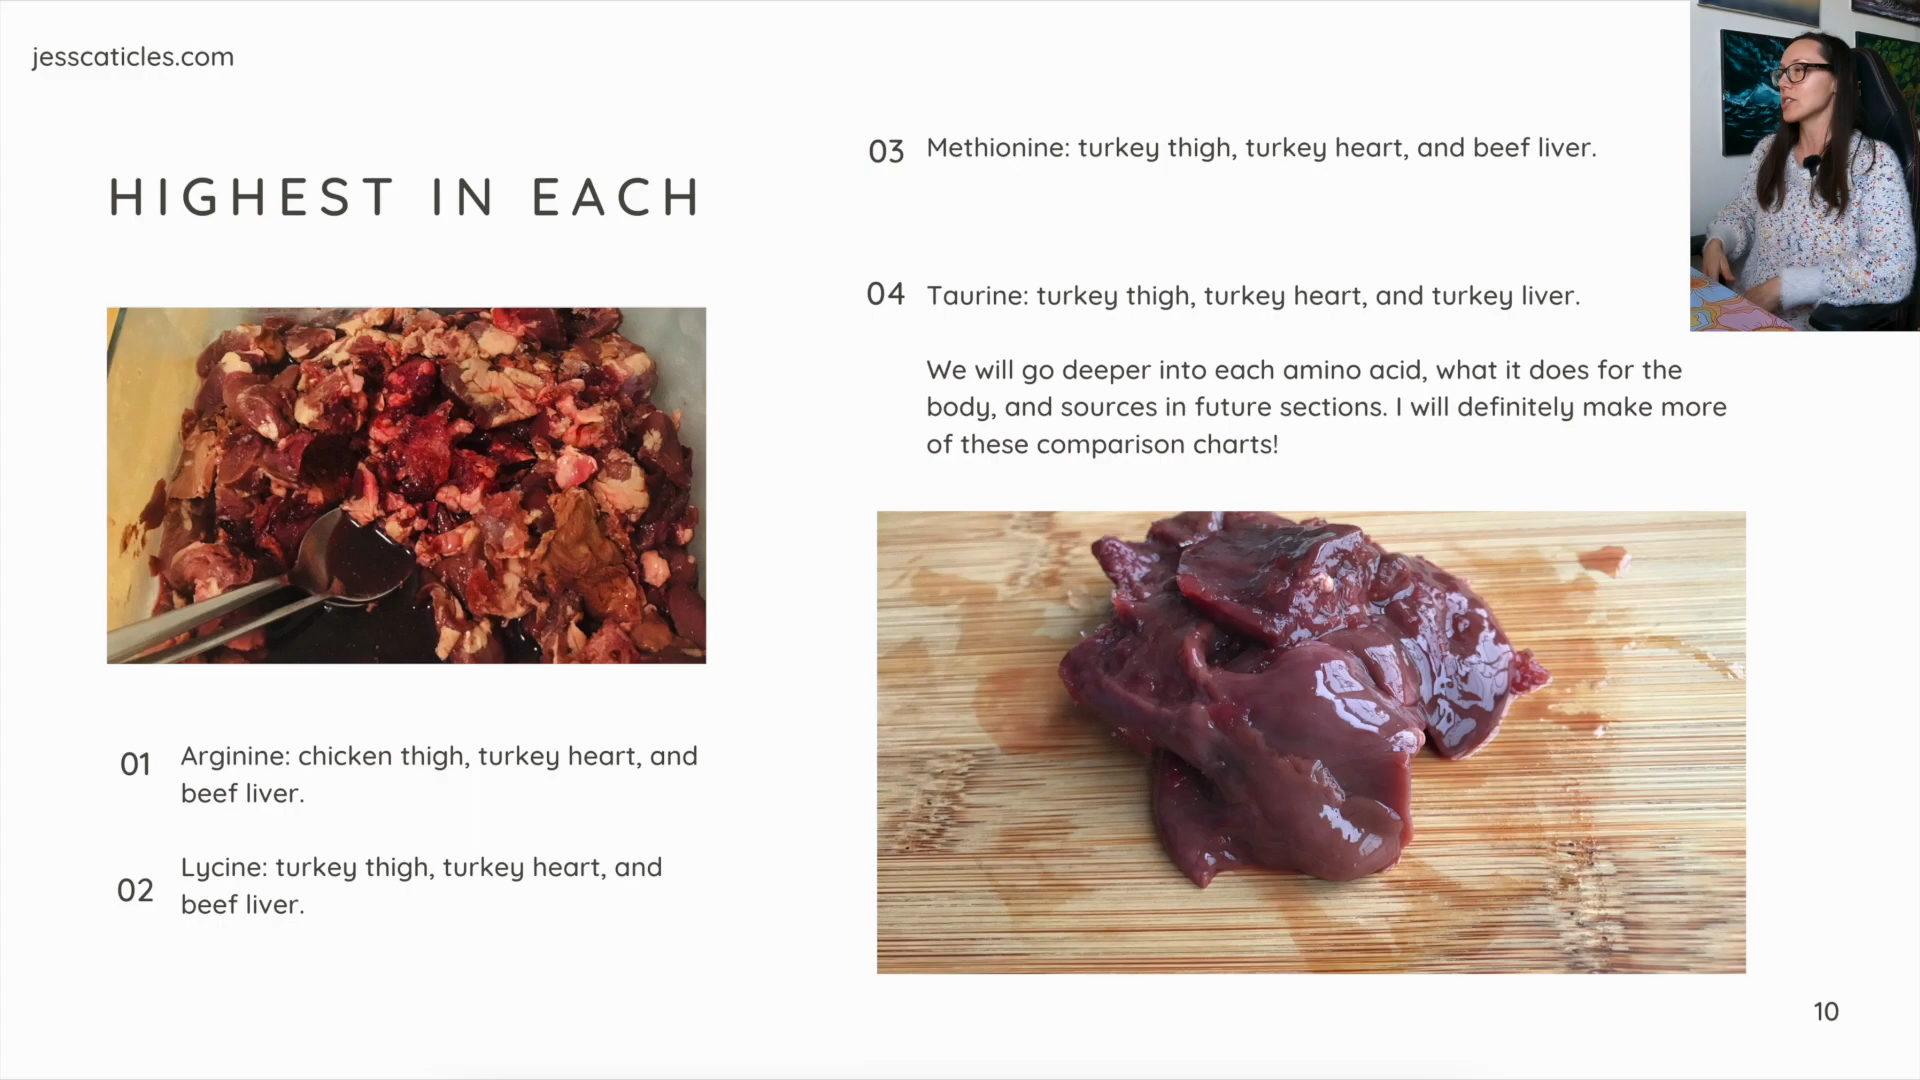 jesscaticles.com
HIGHEST IN EACH
01 Arginine: chicken thigh, turkey heart, and
beef liver.
02 Lycine: turkey thigh, turkey heart, and
beef liver.
03 Methionine: turkey thigh, turkey heart, and beef liver.
04 Taurine: turkey thigh, turkey heart, and turkey liver.
We will go deeper into each amino acid, what it does for the
body, and sources in future sections. I will definitely make more
of these comparison charts!
10